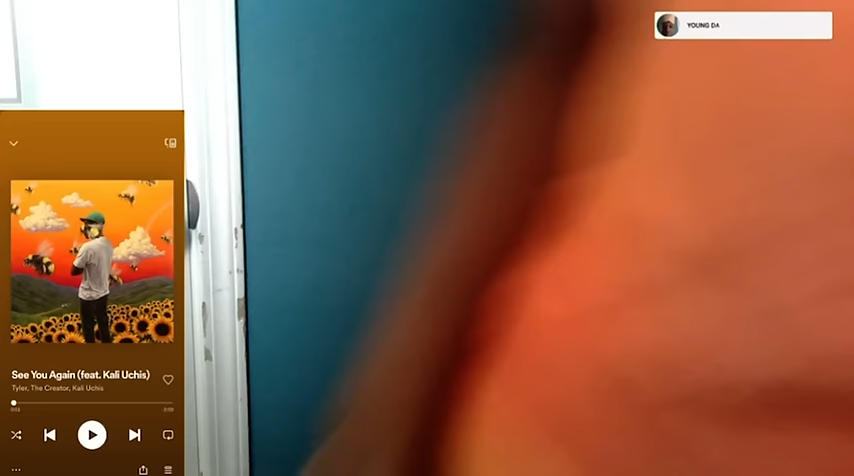 YOUNG DA
See You Again (feat. Kali Uchis)
Tyler, The Creator, Kali Uchis